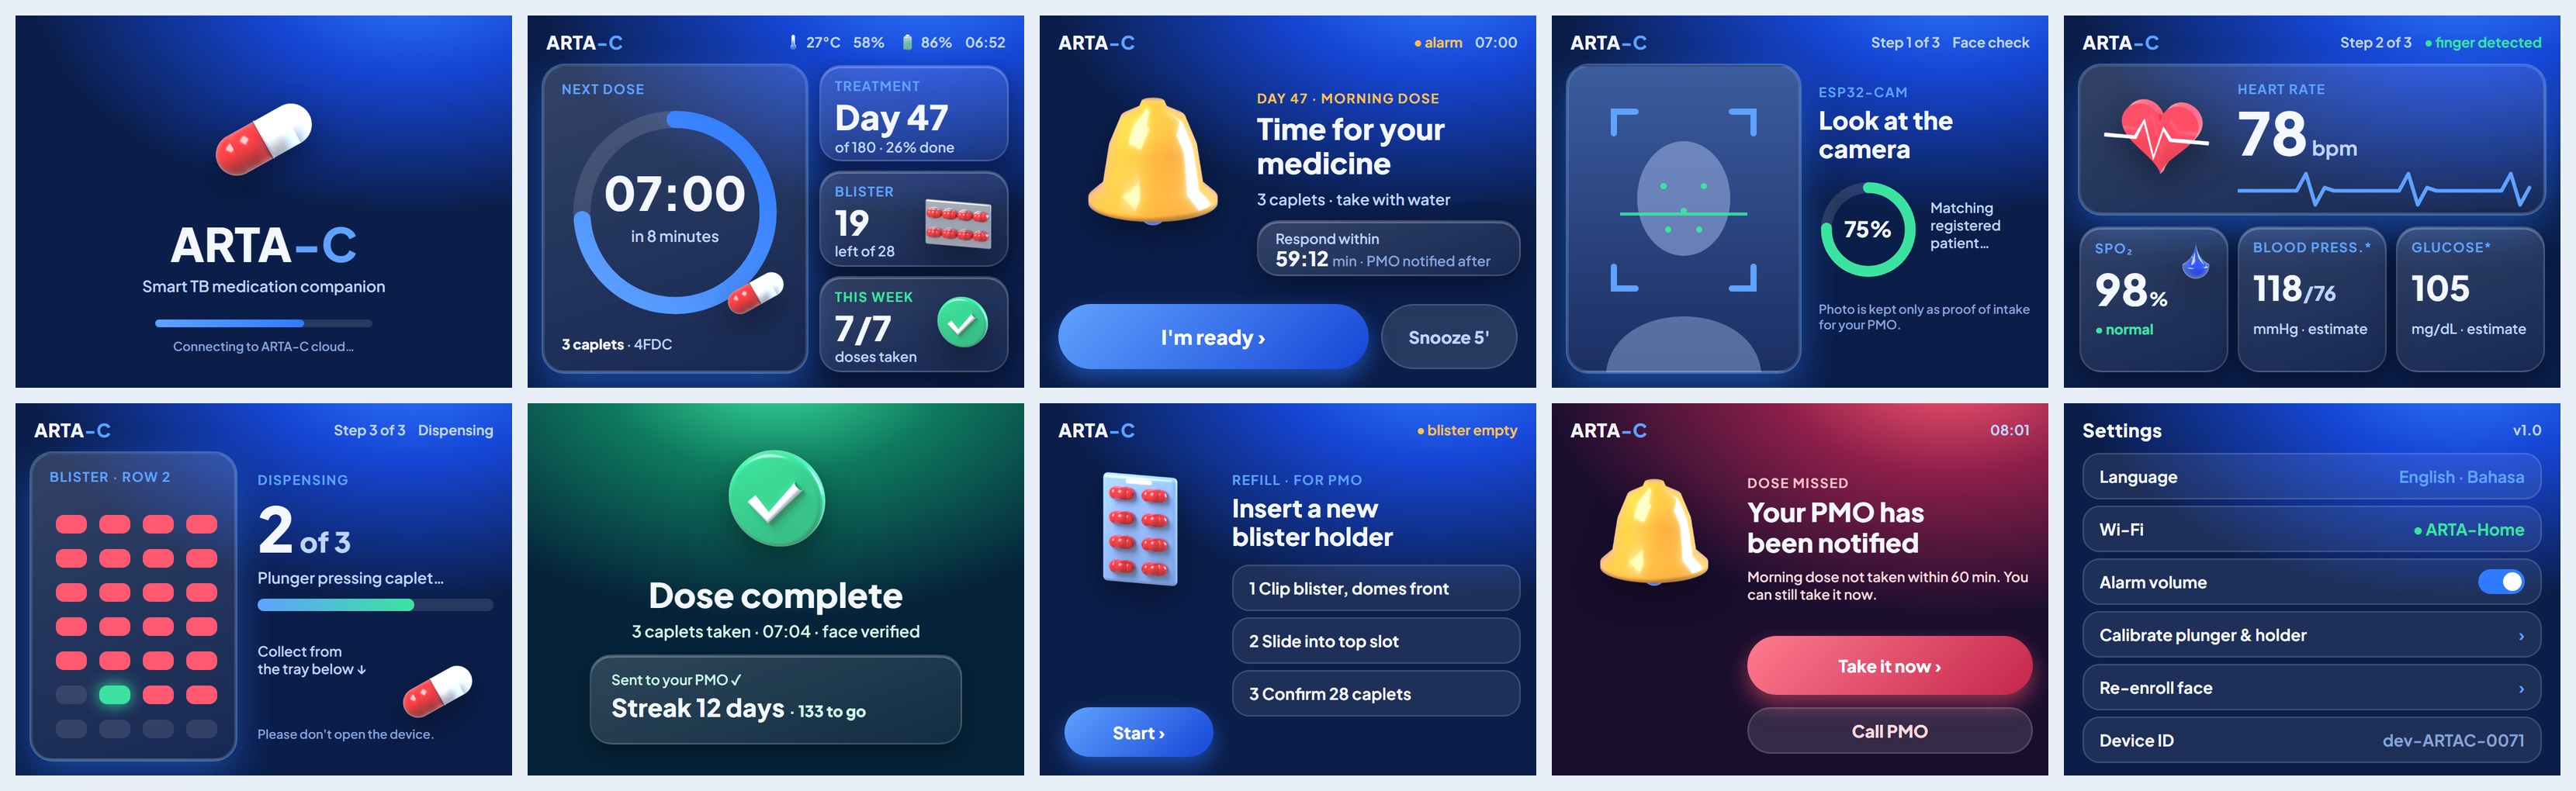 ARTA-C
Smart TB medication companion
Connecting to ARTA-C cloud...
ARTA-C
27°C 58% 86% 06:52
NEXT DOSE
07:00
in 8 minutes
3 caplets · 4FDC
TREATMENT
Day 47
of 180 · 26% done
BLISTER
19
left of 28
THIS WEEK
7/7
doses taken
ARTA-C
• alarm 07:00
DAY 47 · MORNING DOSE
Time for your
medicine
3 caplets · take with water
Respond within
59:12 min · PMO notified after
I'm ready ›
Snooze 5'
ARTA-C
Step 1 of 3 Face check
ESP32-CAM
Look at the
camera
75%
Matching
registered
patient...
Photo is kept only as proof of intake
for your PMO.
ARTA-C
Step 2 of 3 • finger detected
HEART RATE
78 bpm
SPO₂
98%
• normal
BLOOD PRESS.*
118/76
mmHg · estimate
GLUCOSE*
105
mg/dL · estimate
ARTA-C
Step 3 of 3 Dispensing
BLISTER · ROW 2
DISPENSING
2 of 3
Plunger pressing caplet...
Collect from
the tray below ↓
Please don't open the device.
Dose complete
3 caplets taken · 07:04 · face verified
Sent to your PMO ✓
Streak 12 days · 133 to go
ARTA-C
• blister empty
REFILL · FOR PMO
Insert a new
blister holder
1 Clip blister, domes front
2 Slide into top slot
3 Confirm 28 caplets
Start ›
ARTA-C
08:01
DOSE MISSED
Your PMO has
been notified
Morning dose not taken within 60 min. You
can still take it now.
Take it now ›
Call PMO
Settings
v1.0
Language English · Bahasa
Wi-Fi • ARTA-Home
Alarm volume
Calibrate plunger & holder ›
Re-enroll face ›
Device ID dev-ARTAC-0071